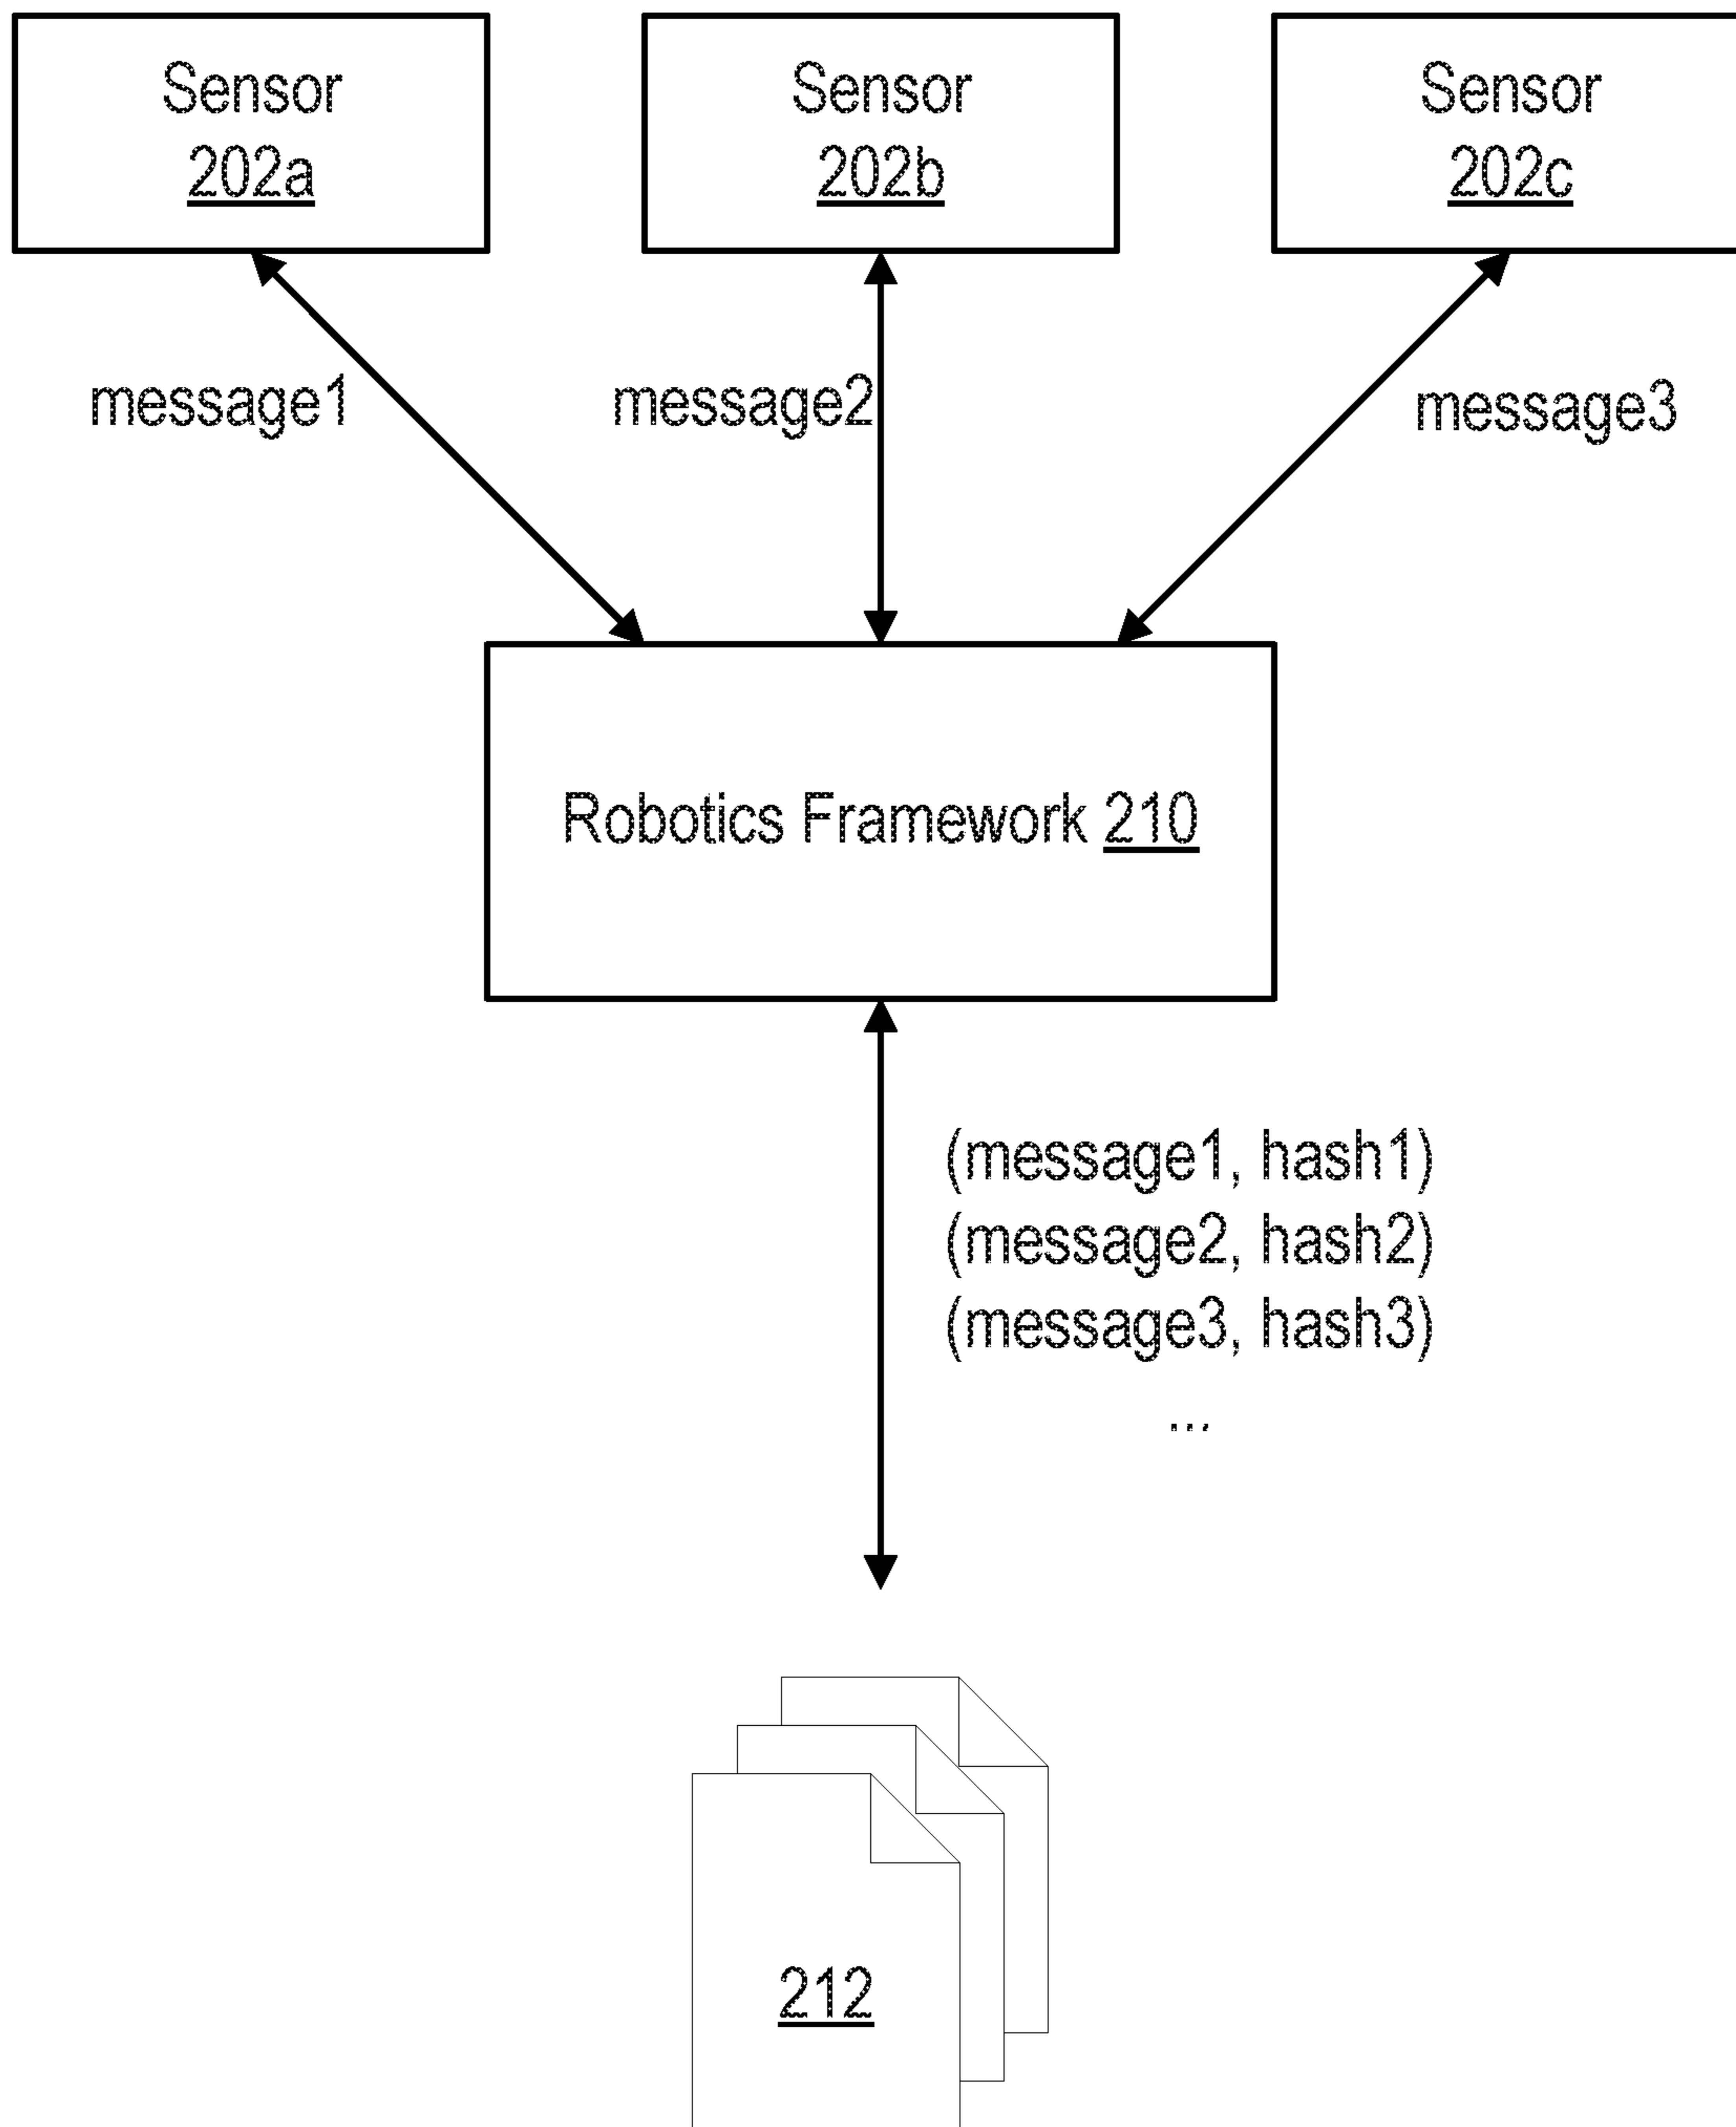 Sensor
202a
Sensor
202b
Sensor
202c
message1
message2
message3
Robotics Framework 210
(message1, hash1)
(message2, hash2)
(message3, hash3)
...
212